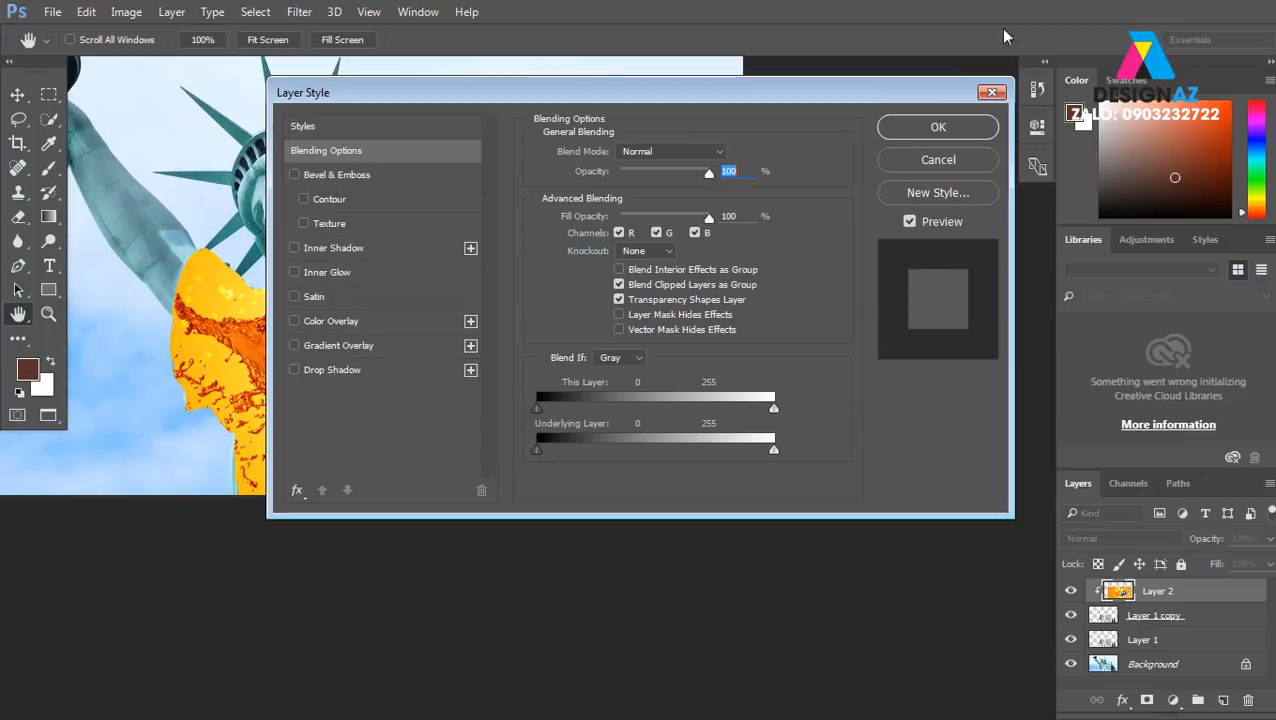 Ps File Edit Image Layer Type Select Filter 3D View Window Help
Scroll All Windows 100% Fit Screen Fill Screen Essentials
Layer Style
Color Swatches
DESIGNAZ
ZALO: 0903232722
Styles
Blending Options
Bevel & Emboss
Contour
Texture
Inner Shadow
Inner Glow
Satin
Color Overlay
Gradient Overlay
Drop Shadow
fx
Blending Options
General Blending
Blend Mode: Normal
Opacity: 100 %
Advanced Blending
Fill Opacity: 100 %
Channels: R G B
Knockout: None
Blend Interior Effects as Group
Blend Clipped Layers as Group
Transparency Shapes Layer
Layer Mask Hides Effects
Vector Mask Hides Effects
Blend If: Gray
This Layer: 0 255
Underlying Layer: 0 255
OK
Cancel
New Style...
Preview
Libraries Adjustments Styles
Something went wrong initializing
Creative Cloud Libraries
More information
Layers Channels Paths
Kind
Normal Opacity: 100%
Lock: Fill: 100%
Layer 2
Layer 1 copy
Layer 1
Background
fx